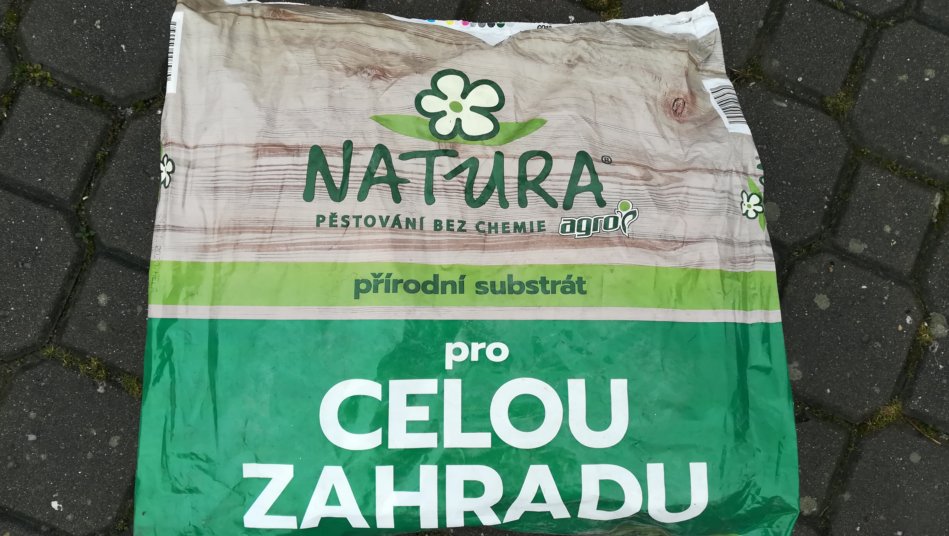 NATURA®
PĚSTOVÁNÍ BEZ CHEMIE agro
přírodní substrát
pro
CELOU
ZAHRADU